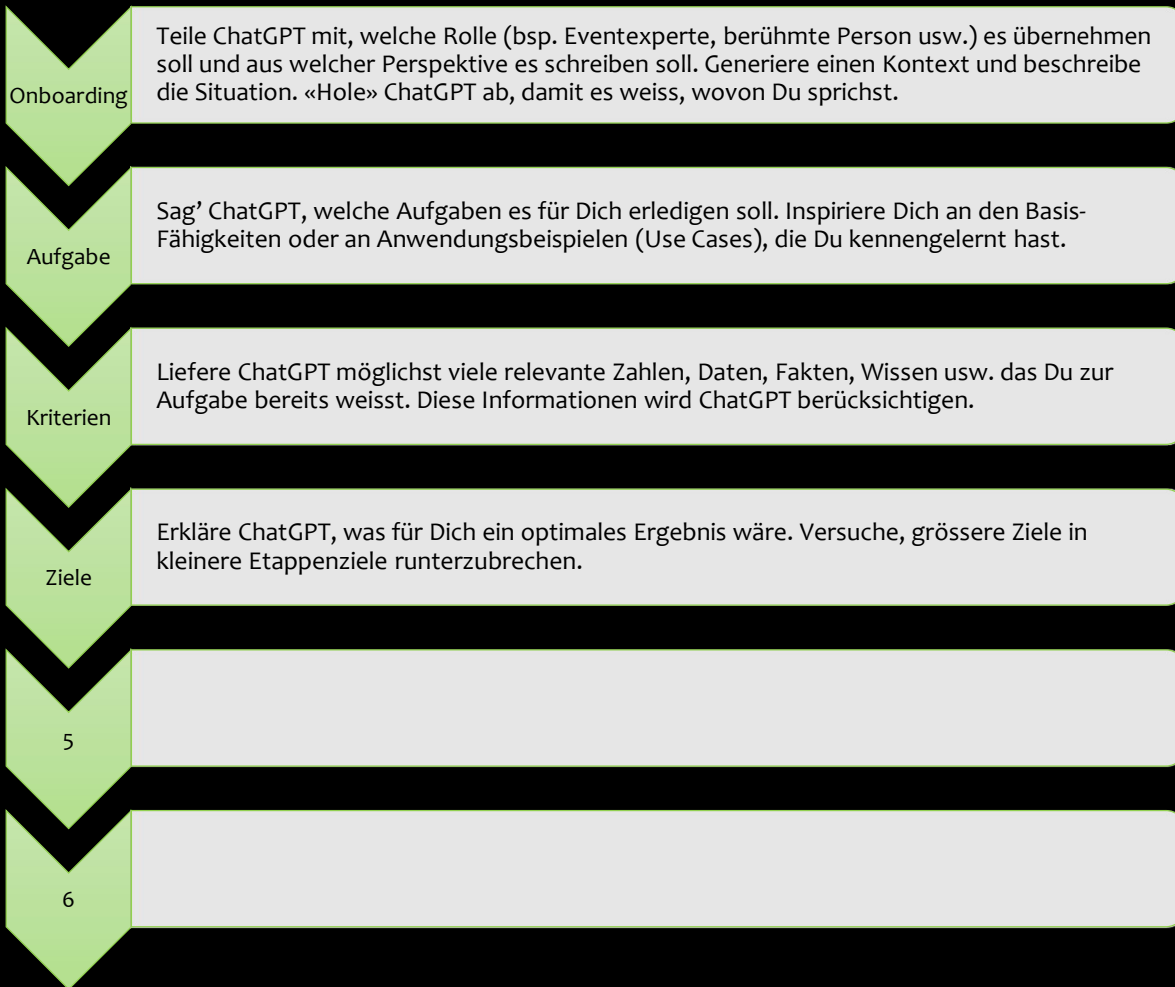 Onboarding
Teile ChatGPT mit, welche Rolle (bsp. Eventexperte, berühmte Person usw.) es übernehmen
soll und aus welcher Perspektive es schreiben soll. Generiere einen Kontext und beschreibe
die Situation. «Hole» ChatGPT ab, damit es weiss, wovon Du sprichst.
Aufgabe
Sag’ ChatGPT, welche Aufgaben es für Dich erledigen soll. Inspiriere Dich an den Basis-
Fähigkeiten oder an Anwendungsbeispielen (Use Cases), die Du kennengelernt hast.
Kriterien
Liefere ChatGPT möglichst viele relevante Zahlen, Daten, Fakten, Wissen usw. das Du zur
Aufgabe bereits weisst. Diese Informationen wird ChatGPT berücksichtigen.
Ziele
Erkläre ChatGPT, was für Dich ein optimales Ergebnis wäre. Versuche, grössere Ziele in
kleinere Etappenziele runterzubrechen.
5
6